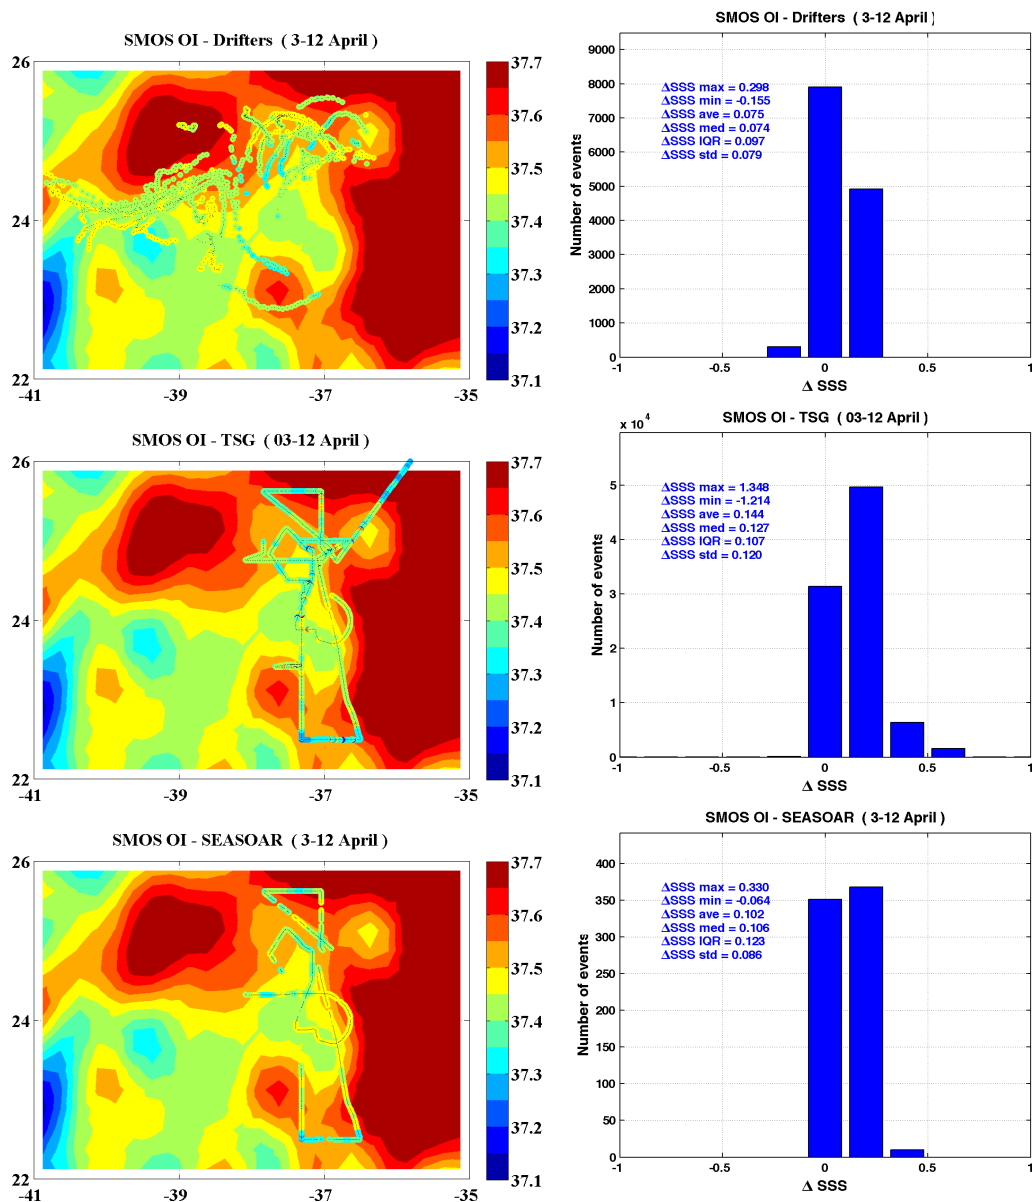 SMOS OI - Drifters ( 3-12 April )
26
24
22
-41
-39
-37
-35
37.7
37.6
37.5
37.4
37.3
37.2
37.1
SMOS OI - Drifters ( 3-12 April )
9000
8000
7000
6000
5000
4000
3000
2000
1000
0
-1
-0.5
0
0.5
1
Number of events
Δ SSS
ΔSSS max = 0.298
ΔSSS min = -0.155
ΔSSS ave = 0.075
ΔSSS med = 0.074
ΔSSS IQR = 0.097
ΔSSS std = 0.079
SMOS OI - TSG ( 03-12 April )
26
24
22
-41
-39
-37
-35
37.7
37.6
37.5
37.4
37.3
37.2
37.1
x 10^4
SMOS OI - TSG ( 03-12 April )
5
4
3
2
1
0
-1
-0.5
0
0.5
1
Number of events
Δ SSS
ΔSSS max = 1.348
ΔSSS min = -1.214
ΔSSS ave = 0.144
ΔSSS med = 0.127
ΔSSS IQR = 0.107
ΔSSS std = 0.120
SMOS OI - SEASOAR ( 3-12 April )
26
24
22
-41
-39
-37
-35
37.7
37.6
37.5
37.4
37.3
37.2
37.1
SMOS OI - SEASOAR ( 3-12 April )
400
350
300
250
200
150
100
50
0
-1
-0.5
0
0.5
1
Number of events
Δ SSS
ΔSSS max = 0.330
ΔSSS min = -0.064
ΔSSS ave = 0.102
ΔSSS med = 0.106
ΔSSS IQR = 0.123
ΔSSS std = 0.086